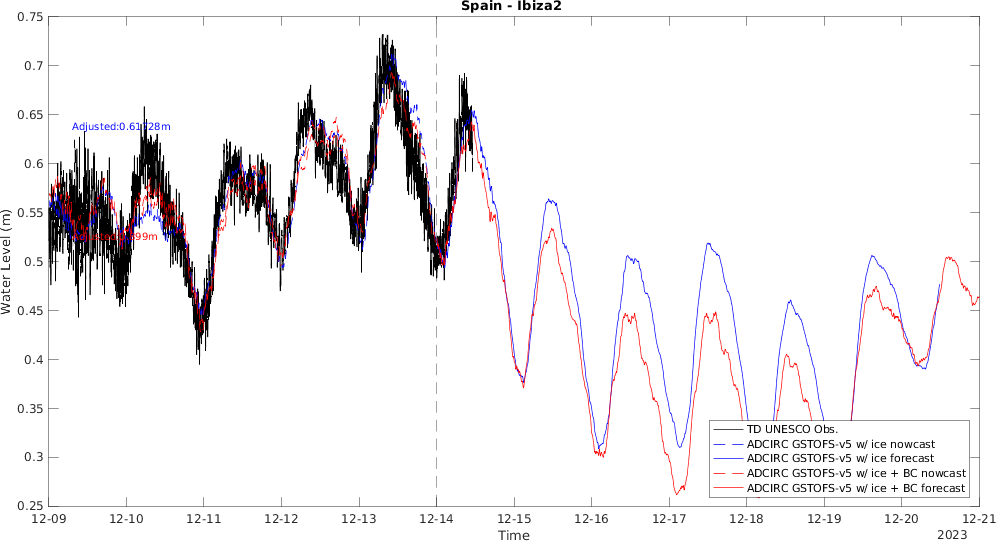 Spain - Ibiza2
0.75
0.7
0.65
0.6
0.55
0.5
0.45
0.4
0.35
0.3
0.25
Water Level (m)
Adjusted:0.61728m
TD UNESCO Obs.
ADCIRC GSTOFS-v5 w/ ice nowcast
ADCIRC GSTOFS-v5 w/ ice forecast
ADCIRC GSTOFS-v5 w/ ice + BC nowcast
ADCIRC GSTOFS-v5 w/ ice + BC forecast
12-09 12-10 12-11 12-12 12-13 12-14 12-15 12-16 12-17 12-18 12-19 12-20 12-21
Time
2023